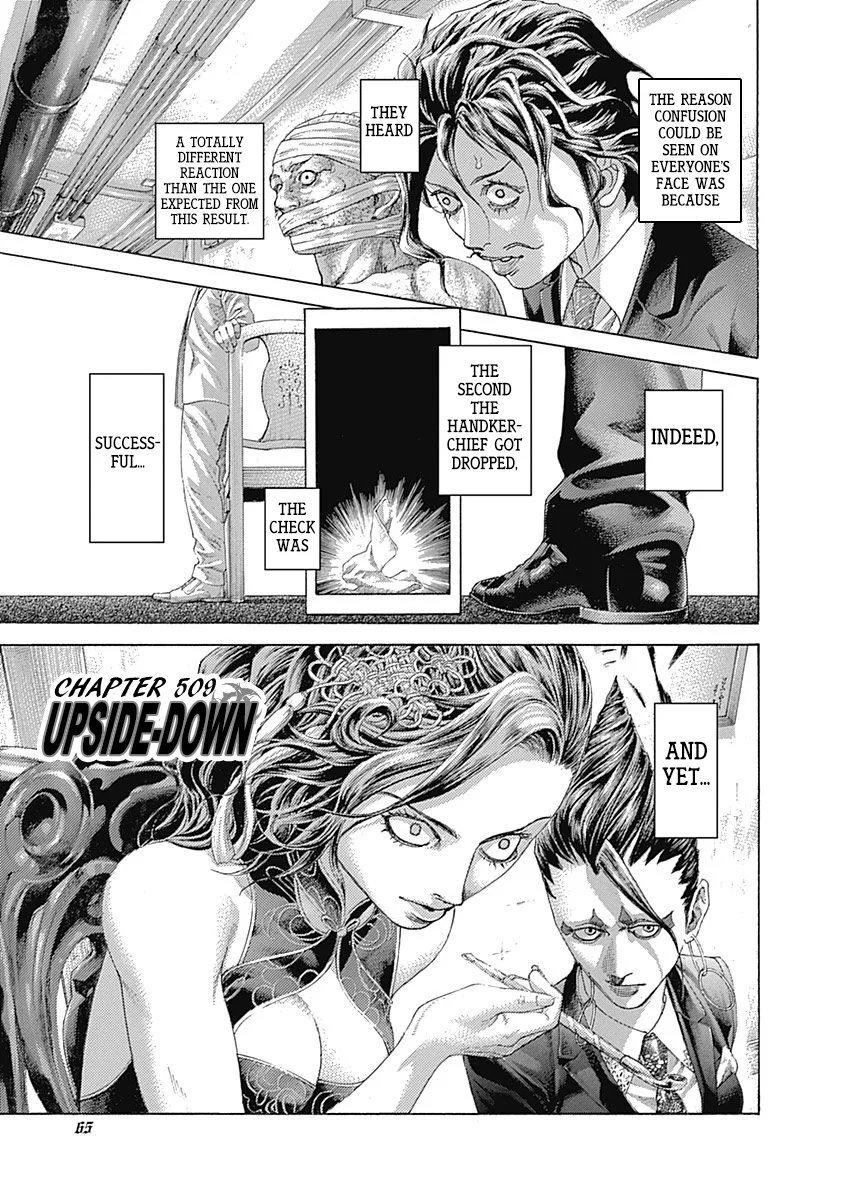 THE REASON
CONFUSION
COULD BE
SEEN ON
EVERYONE'S
FACE WAS
BECAUSE
THEY
HEARD
A TOTALLY
DIFFERENT
REACTION
THAN THE ONE
EXPECTED FROM
THIS RESULT.
INDEED,
THE
SECOND
THE
HANDKER-
CHIEF GOT
DROPPED,
THE
CHECK
WAS
SUCCESS-
FUL...
CHAPTER 509
UPSIDE-DOWN
AND
YET...
65